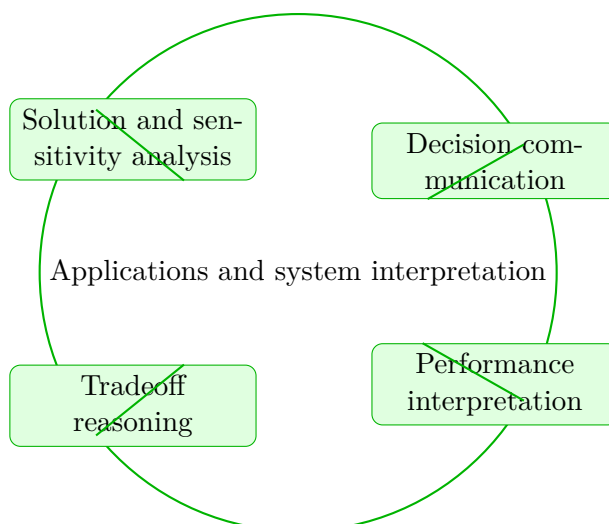 Solution and sen-
sitivity analysis
Decision com-
munication
Applications and system interpretation
Tradeoff
reasoning
Performance
interpretation